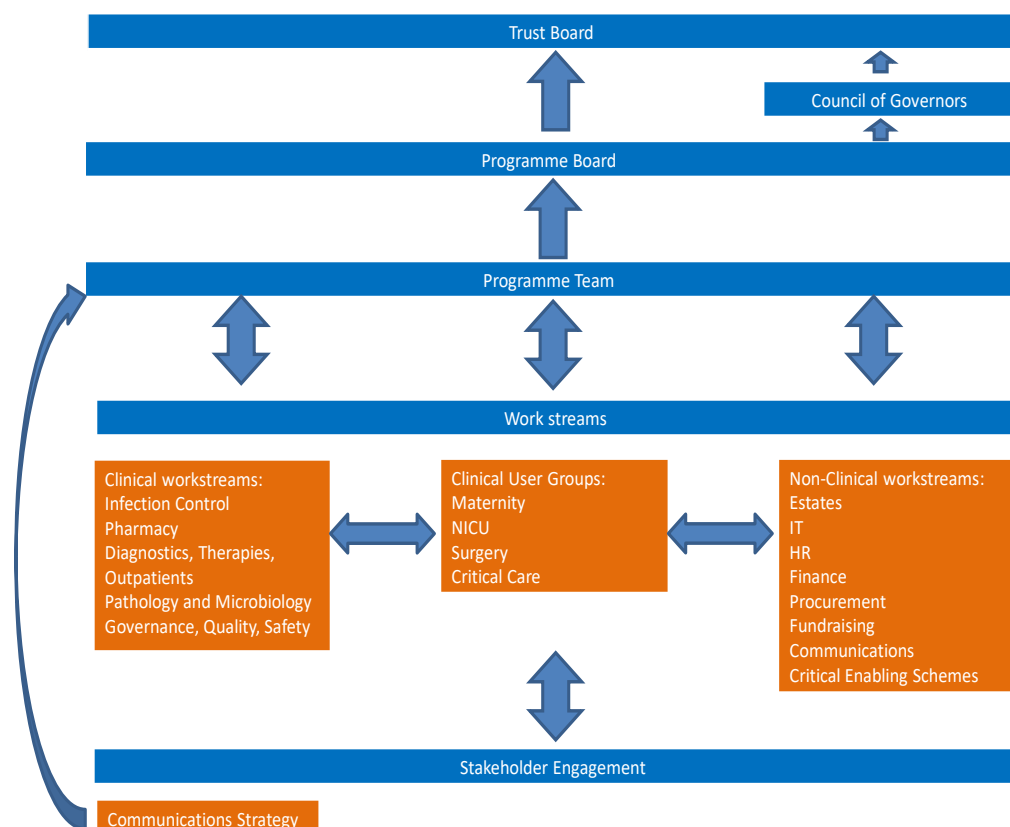 Trust Board
Council of Governors
Programme Board
Programme Team
Work streams
Clinical workstreams:
Infection Control
Pharmacy
Diagnostics, Therapies,
Outpatients
Pathology and Microbiology
Governance, Quality, Safety
Clinical User Groups:
Maternity
NICU
Surgery
Critical Care
Non-Clinical workstreams:
Estates
IT
HR
Finance
Procurement
Fundraising
Communications
Critical Enabling Schemes
Stakeholder Engagement
Communications Strategy